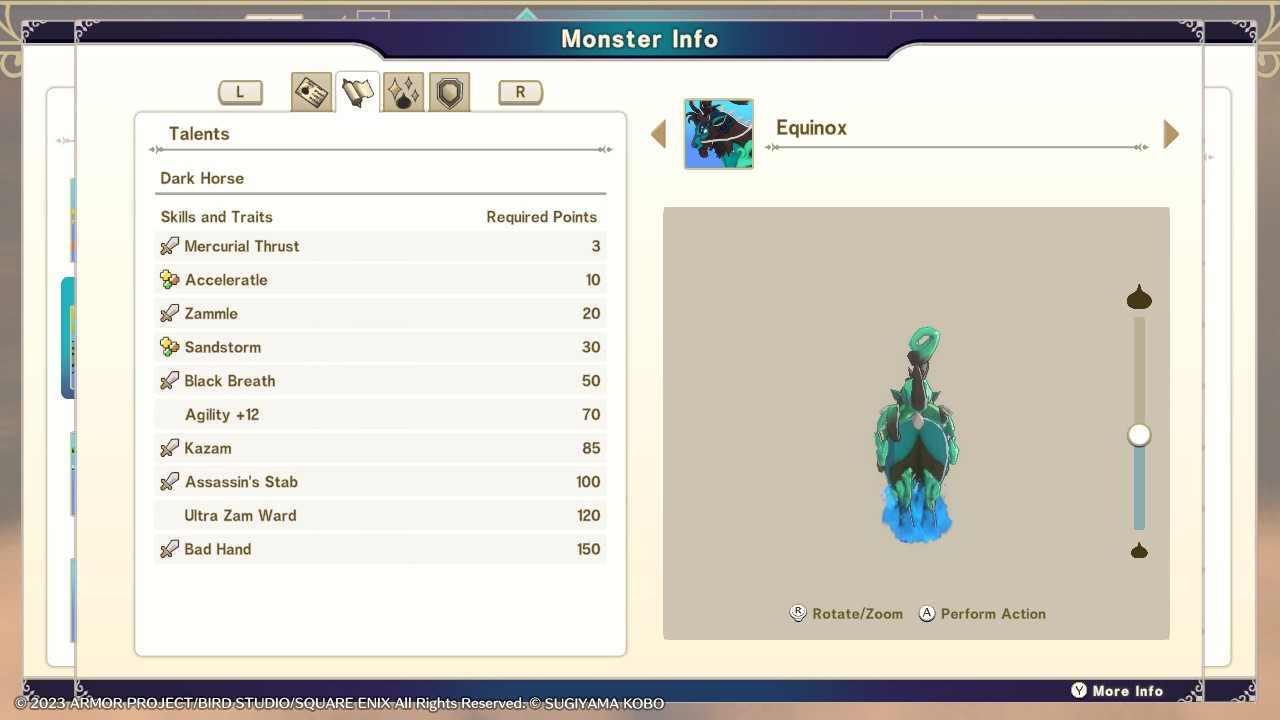 Monster Info
L
R
Talents
Equinox
Dark Horse
Skills and Traits Required Points
Mercurial Thrust 3
Acceleratle 10
Zammle 20
Sandstorm 30
Black Breath 50
Agility +12 70
Kazam 85
Assassin's Stab 100
Ultra Zam Ward 120
Bad Hand 150
R Rotate/Zoom A Perform Action
Y More Info
© 2023 ARMOR PROJECT/BIRD STUDIO/SQUARE ENIX All Rights Reserved. © SUGIYAMA KOBO